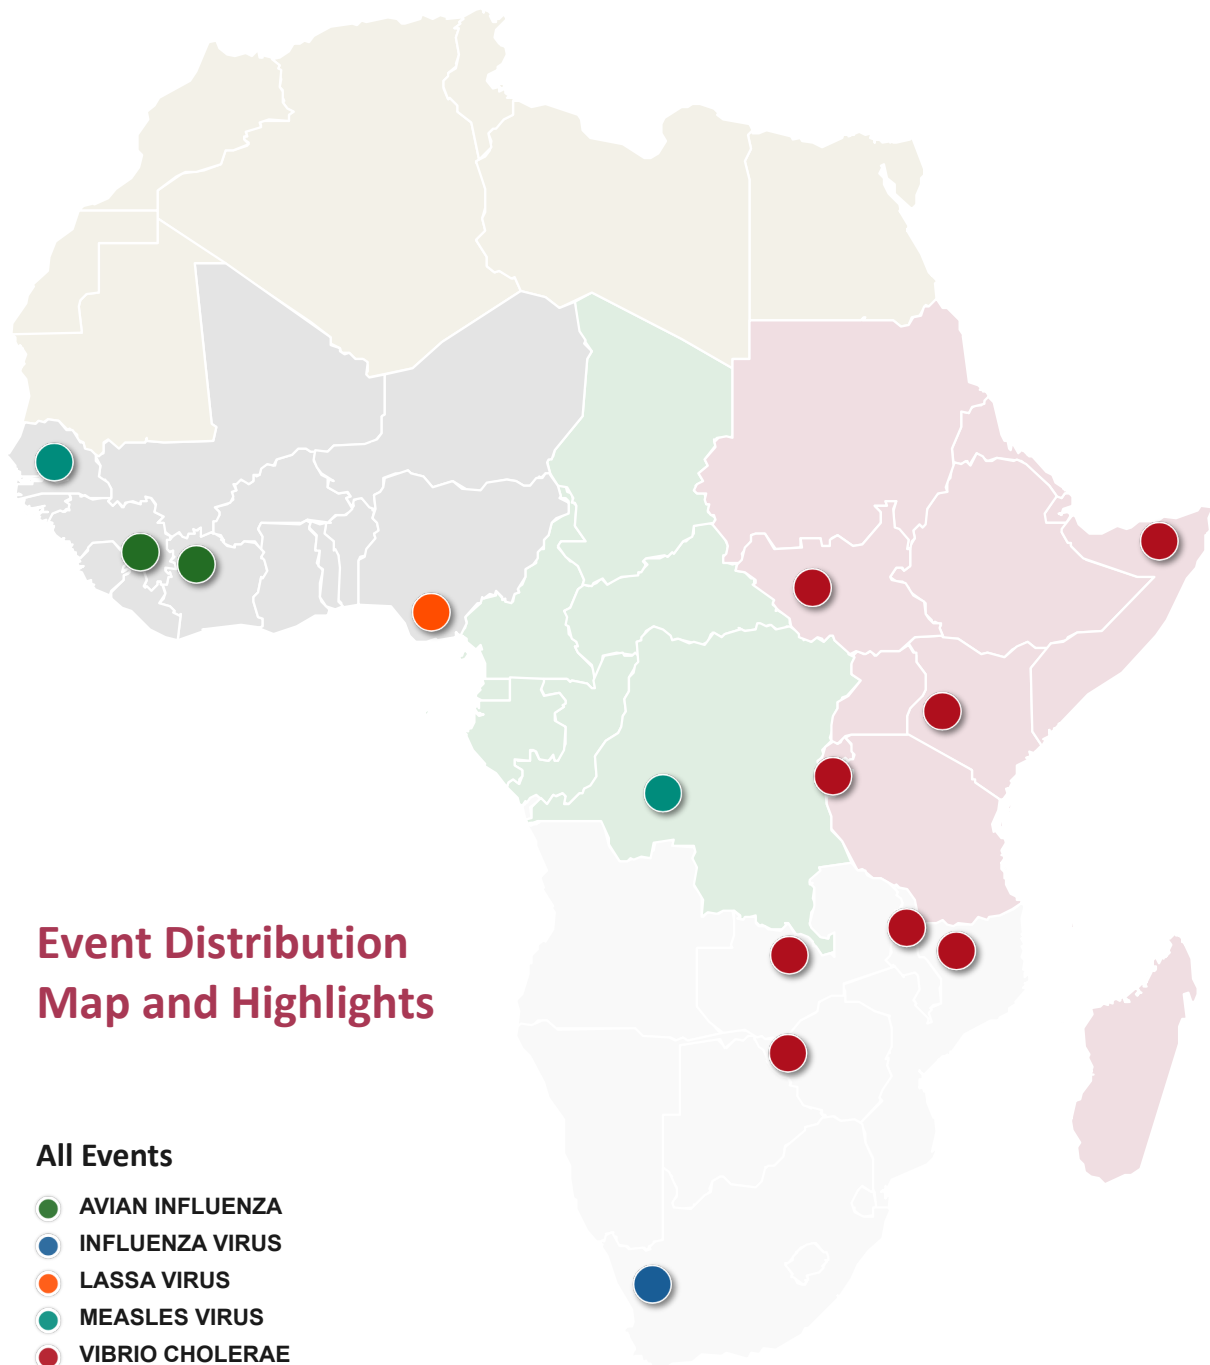 Event Distribution
Map and Highlights
All Events
AVIAN INFLUENZA
INFLUENZA VIRUS
LASSA VIRUS
MEASLES VIRUS
VIBRIO CHOLERAE